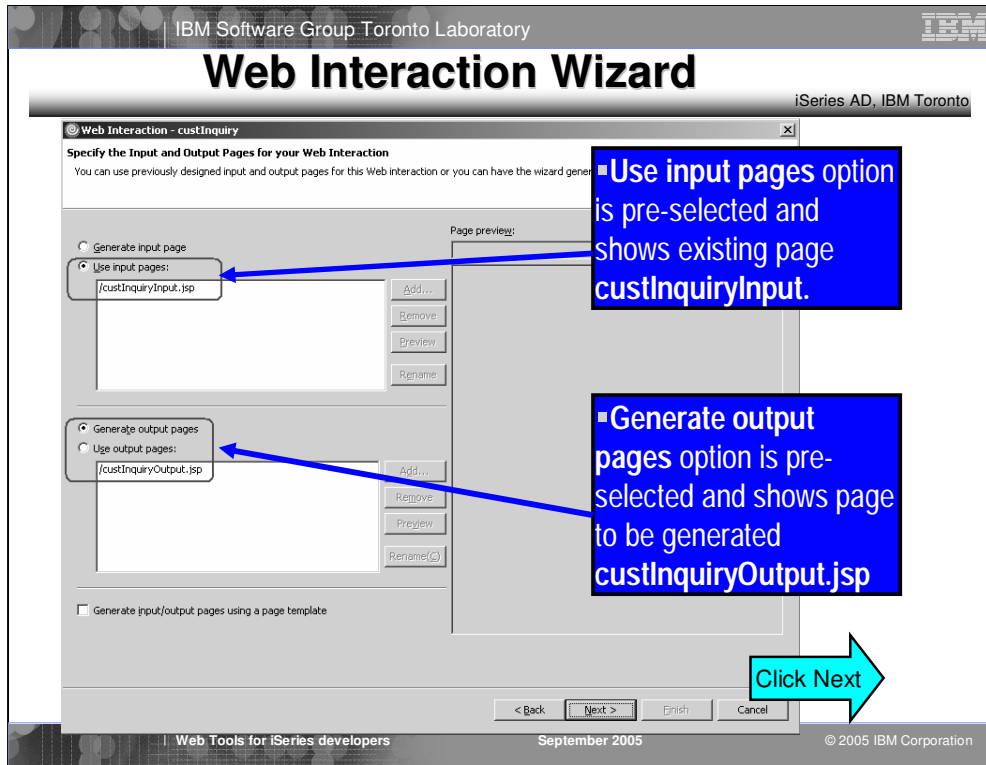 IBM Software Group Toronto Laboratory
IBM
Web Interaction Wizard
iSeries AD, IBM Toronto
Web Interaction - custInquiry
Specify the Input and Output Pages for your Web Interaction
You can use previously designed input and output pages for this Web interaction or you can have the wizard gener
Generate input page
Use input pages:
/custInquiryInput.jsp
Add...
Remove
Preview
Rename
Page preview:
Use input pages option
is pre-selected and
shows existing page
custInquiryInput.
Generate output pages
Use output pages:
/custInquiryOutput.jsp
Add...
Remove
Preview
Rename(C)
Generate output
pages option is pre-
selected and shows page
to be generated
custInquiryOutput.jsp
Generate input/output pages using a page template
Click Next
< Back
Next >
Finish
Cancel
Web Tools for iSeries developers
September 2005
© 2005 IBM Corporation